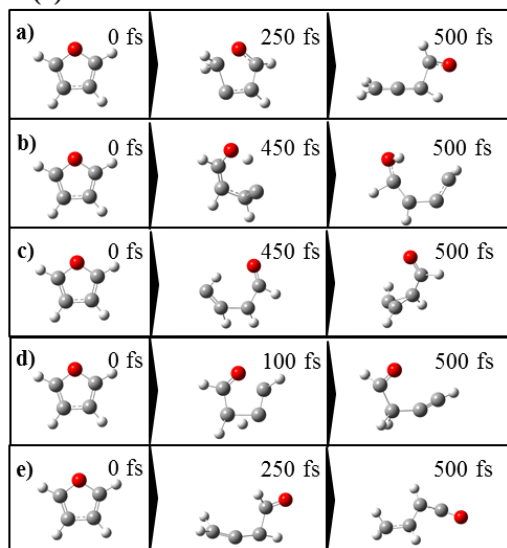 a) 0 fs 250 fs 500 fs
b) 0 fs 450 fs 500 fs
c) 0 fs 450 fs 500 fs
d) 0 fs 100 fs 500 fs
e) 0 fs 250 fs 500 fs